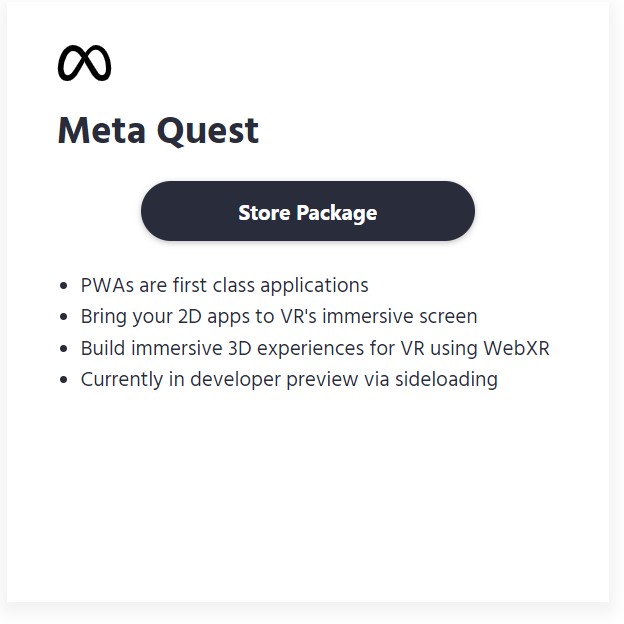 Meta Quest
Store Package
PWAs are first class applications
Bring your 2D apps to VR's immersive screen
Build immersive 3D experiences for VR using WebXR
Currently in developer preview via sideloading